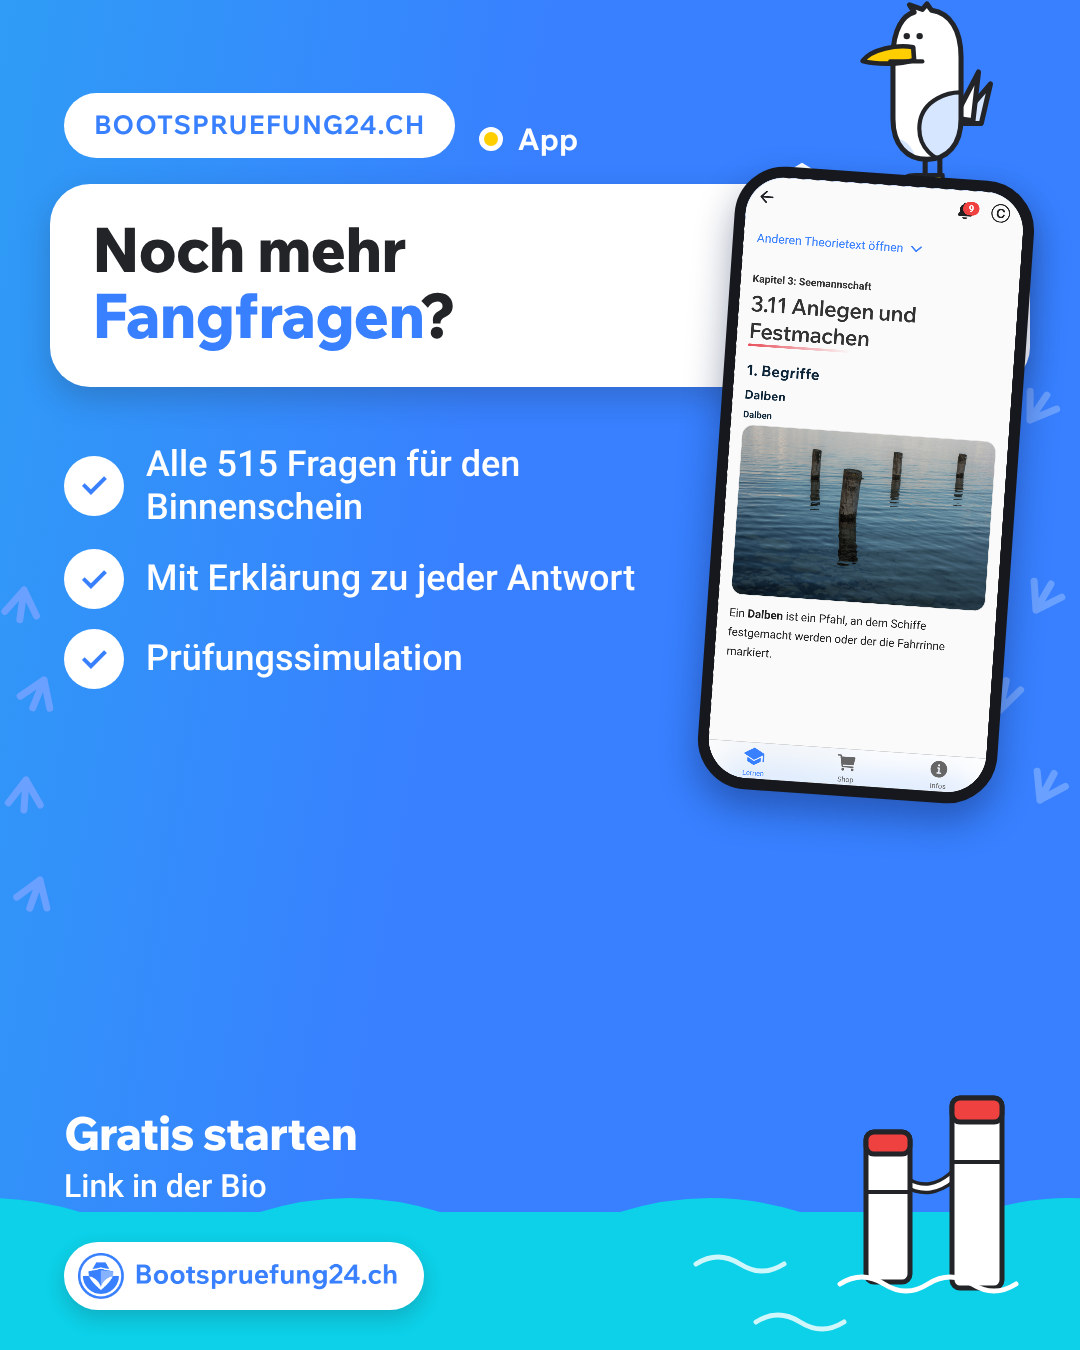 BOOTSPRUEFUNG24.CH
App
Noch mehr
Fangfragen?
Alle 515 Fragen für den
Binnenschein
Mit Erklärung zu jeder Antwort
Prüfungssimulation
9
C
Anderen Theorietext öffnen
Kapitel 3: Seemannschaft
3.11 Anlegen und
Festmachen
1. Begriffe
Dalben
Dalben
Ein Dalben ist ein Pfahl, an dem Schiffe
festgemacht werden oder der die Fahrrinne
markiert.
Lernen
Shop
Infos
Gratis starten
Link in der Bio
Bootspruefung24.ch